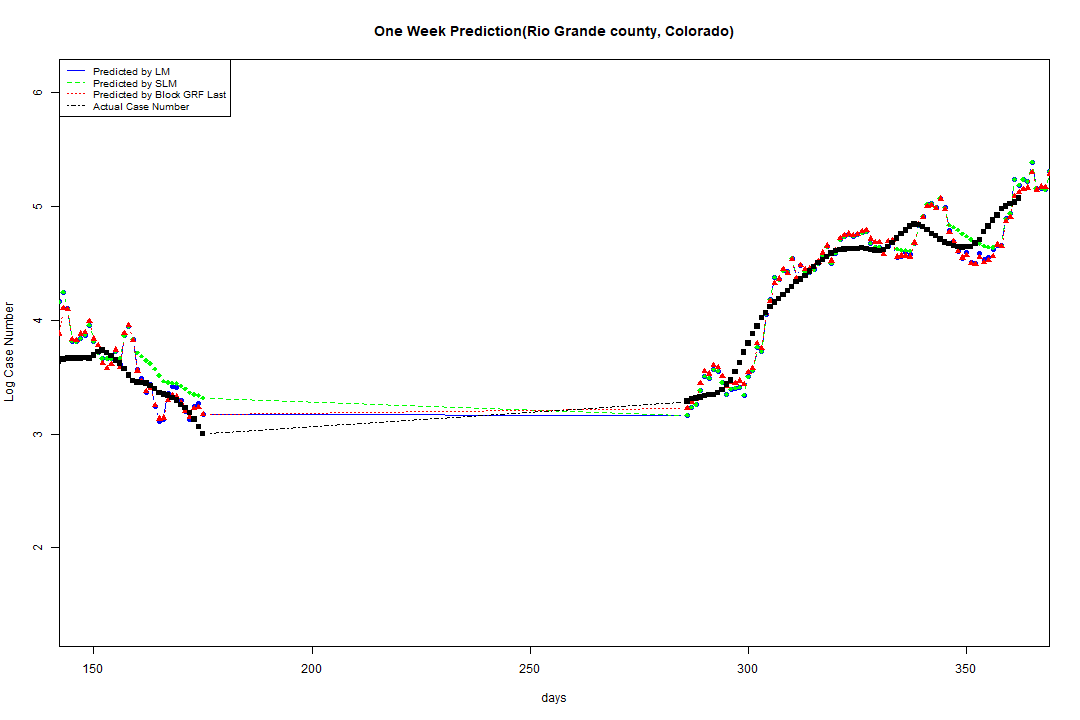 One Week Prediction(Rio Grande county, Colorado)
Predicted by LM
Predicted by SLM
Predicted by Block GRF Last
Actual Case Number
6
5
4
3
2
Log Case Number
150
200
250
300
350
days